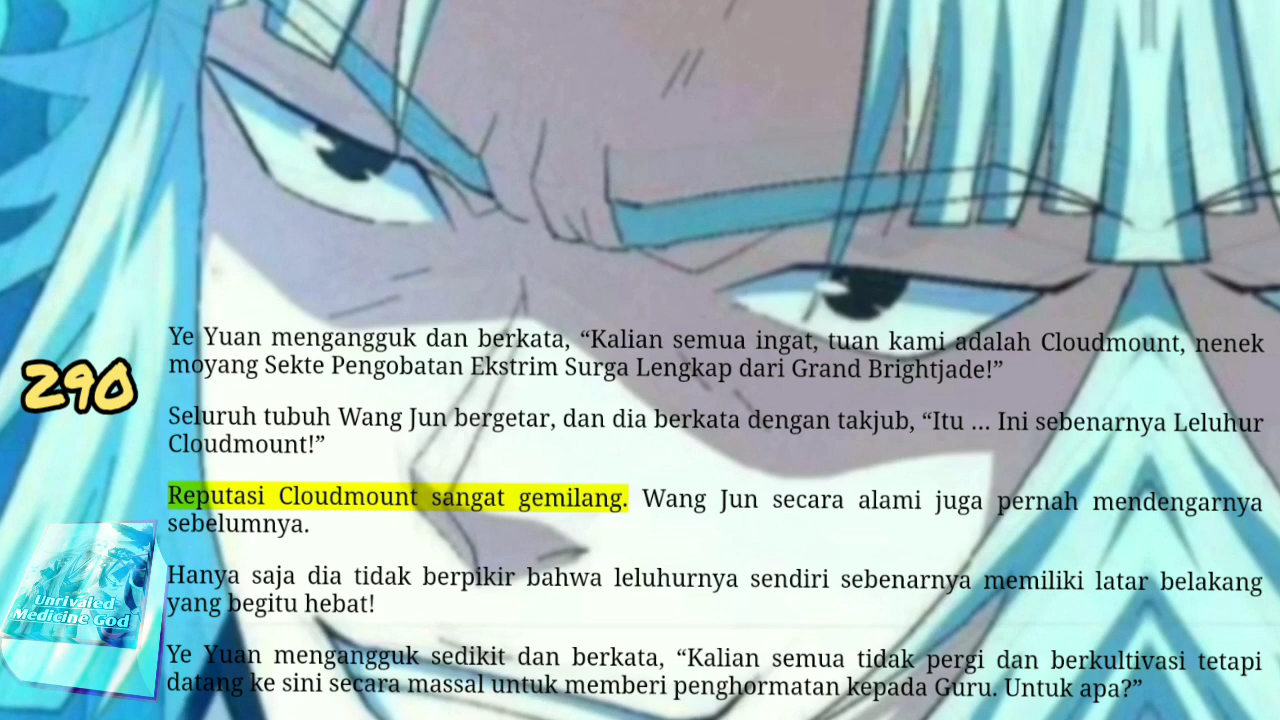 Ye Yuan mengangguk dan berkata, “Kalian semua ingat, tuan kami adalah Cloudmount, nenek
moyang Sekte Pengobatan Ekstrim Surga Lengkap dari Grand Brightjade!”
290
Seluruh tubuh Wang Jun bergetar, dan dia berkata dengan takjub, “Itu ... Ini sebenarnya Leluhur
Cloudmount!”
Reputasi Cloudmount sangat gemilang. Wang Jun secara alami juga pernah mendengarnya
sebelumnya.
Hanya saja dia tidak berpikir bahwa leluhurnya sendiri sebenarnya memiliki latar belakang
yang begitu hebat!
Unrivaled
Medicine God
Ye Yuan mengangguk sedikit dan berkata, “Kalian semua tidak pergi dan berkultivasi tetapi
datang ke sini secara massal untuk memberi penghormatan kepada Guru. Untuk apa?”